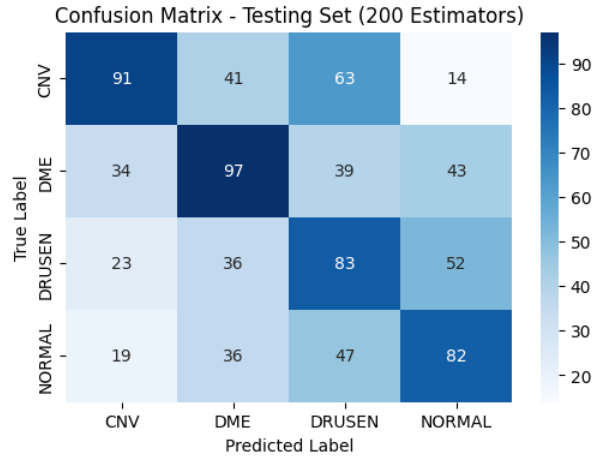 Confusion Matrix - Testing Set (200 Estimators)
True Label
CNV 91 41 63 14
DME 34 97 39 43
DRUSEN 23 36 83 52
NORMAL 19 36 47 82
CNV DME DRUSEN NORMAL
Predicted Label
90
80
70
60
50
40
30
20